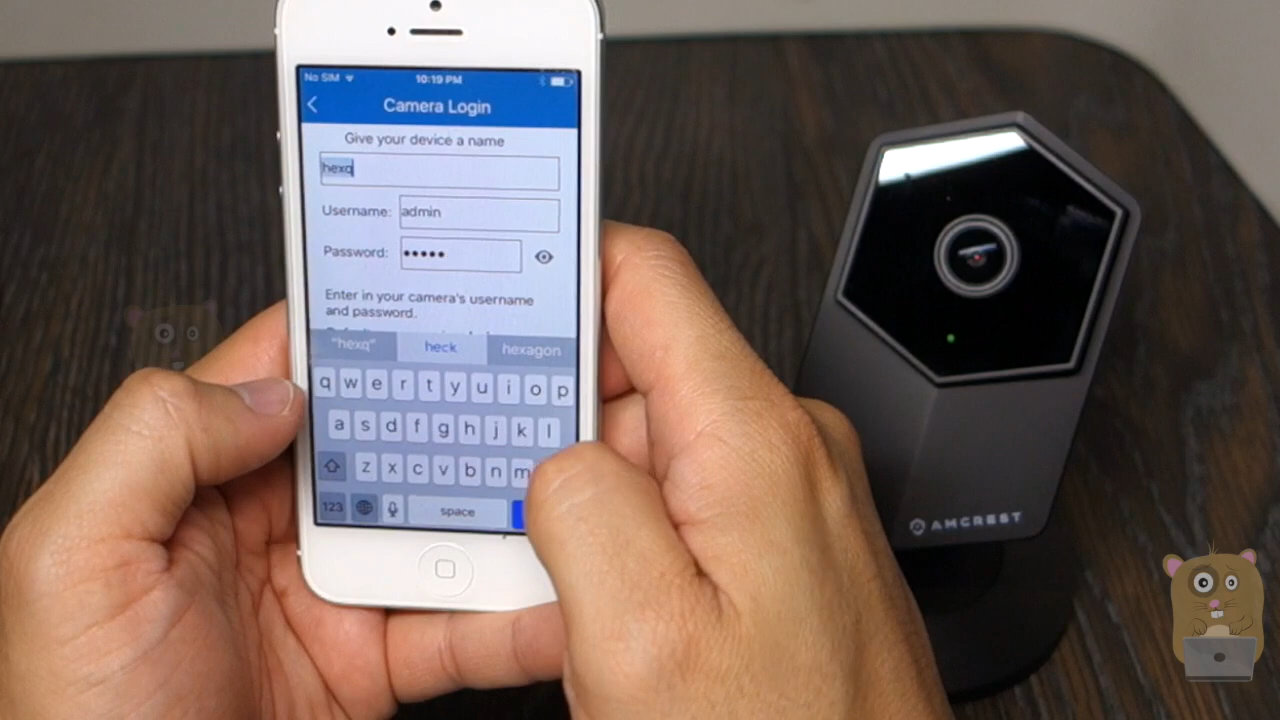 No SIM 10:19 PM
Camera Login
Give your device a name
hexq
Username: admin
Password: •••••
Enter in your camera's username
and password.
"hexq" heck hexagon
q w e r t y u i o p
a s d f g h j k l
z x c v b n m
123 space
AMCREST